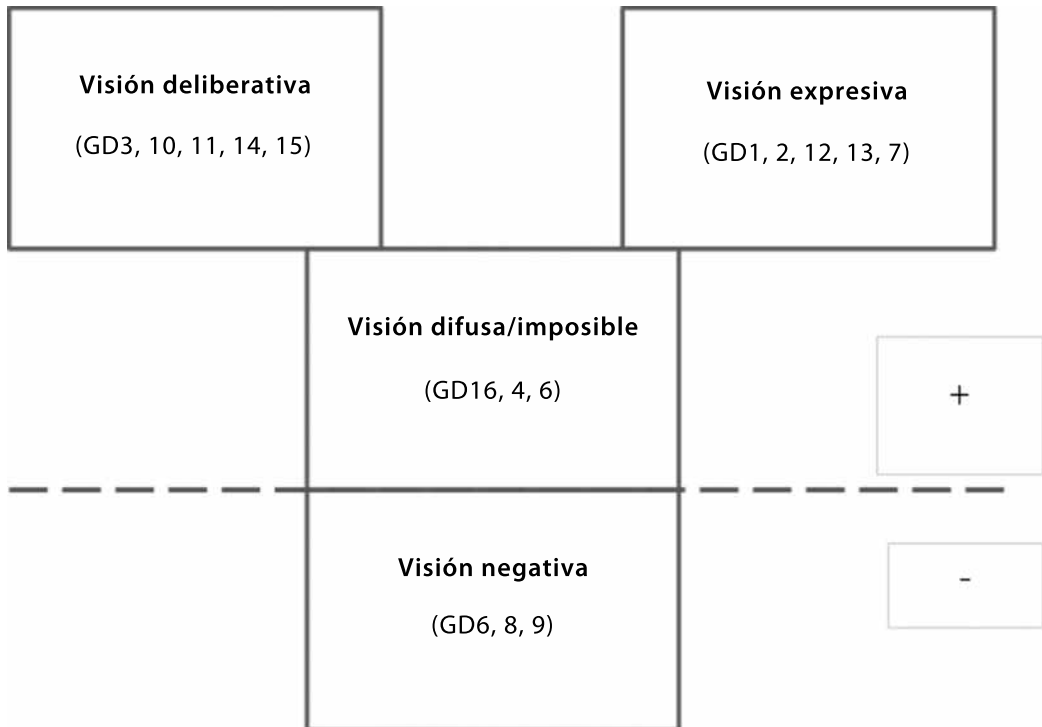 Visión deliberativa
(GD3, 10, 11, 14, 15)
Visión expresiva
(GD1, 2, 12, 13, 7)
Visión difusa/imposible
(GD16, 4, 6)
+
Visión negativa
(GD6, 8, 9)
-